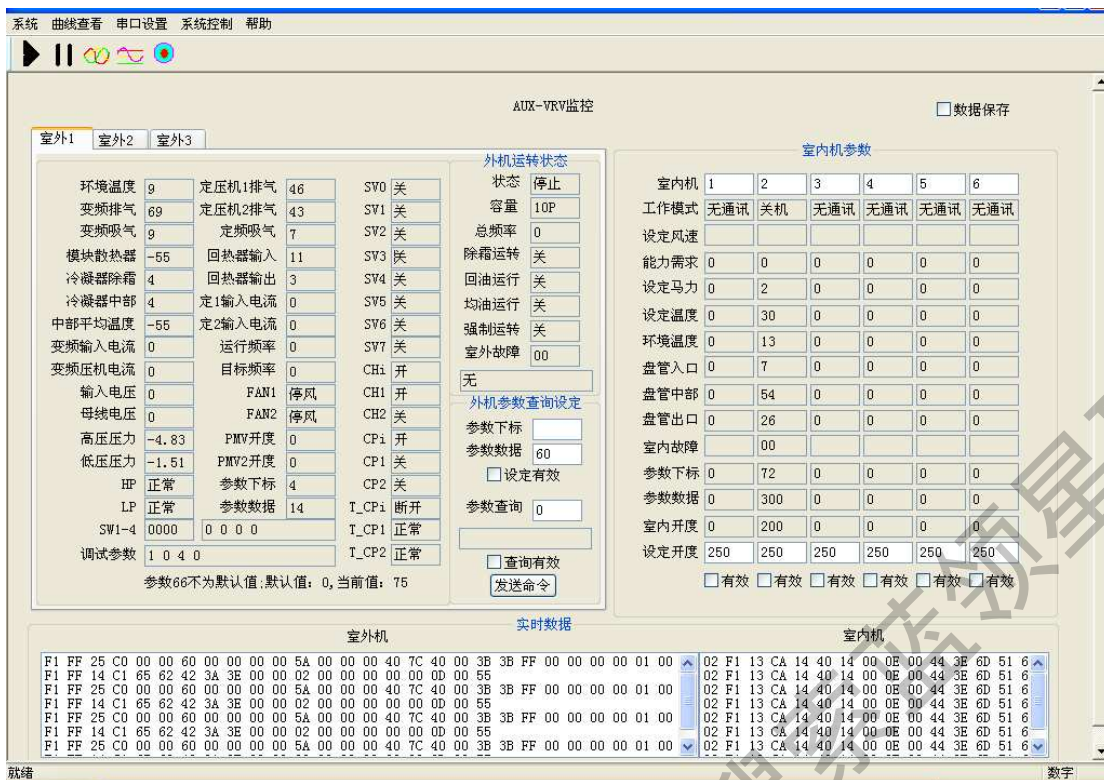 系统 曲线查看 串口设置 系统控制 帮助
AUX-VRV监控
数据保存
室外1 室外2 室外3
环境温度 9 定压机1排气 46 SV0 关
变频排气 69 定压机2排气 43 SV1 关
变频吸气 9 定频吸气 7 SV2 关
模块散热器 -55 回热器输入 11 SV3 关
冷凝器除霜 4 回热器输出 3 SV4 关
冷凝器中部 4 定1输入电流 0 SV5 关
中部平均温度 -55 定2输入电流 0 SV6 关
变频输入电流 0 运行频率 0 SV7 关
变频压机电流 0 目标频率 0 CHi 开
输入电压 0 FAN1 停风 CH1 开
母线电压 0 FAN2 停风 CH2 关
高压压力 -4.83 PMV开度 0 CPi 开
低压压力 -1.51 PMV2开度 0 CP1 关
HP 正常 参数下标 4 CP2 关
LP 正常 参数数据 14 T_CPi 断开
SW1-4 0000 0 0 0 0 T_CP1 正常
调试参数 1 0 4 0 T_CP2 正常
参数66不为默认值;默认值: 0,当前值: 75
外机运转状态
状态 停止
容量 10P
总频率 0
除霜运转 关
回油运行 关
均油运行 关
强制运转 关
室外故障 00
无
外机参数查询设定
参数下标
参数数据 60
设定有效
参数查询 0
查询有效
发送命令
室内机参数
室内机 1 2 3 4 5 6
工作模式 无通讯 关机 无通讯 无通讯 无通讯 无通讯
设定风速
能力需求 0 0 0 0 0 0
设定马力 0 2 0 0 0 0
设定温度 0 30 0 0 0 0
环境温度 0 13 0 0 0 0
盘管入口 0 7 0 0 0 0
盘管中部 0 54 0 0 0 0
盘管出口 0 26 0 0 0 0
室内故障 00
参数下标 0 72 0 0 0 0
参数数据 0 300 0 0 0 0
室内开度 0 200 0 0 0 0
设定开度 250 250 250 250 250 250
有效 有效 有效 有效 有效 有效
实时数据
室外机
F1 FF 25 C0 00 00 60 00 00 00 00 5A 00 00 00 40 7C 40 00 3B 3B FF 00 00 00 00 01 00
F1 FF 14 C1 65 62 42 3A 3E 00 00 02 00 00 00 00 00 0D 00 55
F1 FF 25 C0 00 00 60 00 00 00 00 5A 00 00 00 40 7C 40 00 3B 3B FF 00 00 00 00 01 00
F1 FF 14 C1 65 62 42 3A 3E 00 00 02 00 00 00 00 00 0D 00 55
F1 FF 25 C0 00 00 60 00 00 00 00 5A 00 00 00 40 7C 40 00 3B 3B FF 00 00 00 00 01 00
F1 FF 14 C1 65 62 42 3A 3E 00 00 02 00 00 00 00 00 0D 00 55
F1 FF 25 C0 00 00 60 00 00 00 00 5A 00 00 00 40 7C 40 00 3B 3B FF 00 00 00 00 01 00
室内机
02 F1 13 CA 14 40 14 00 0E 00 44 3E 6D 51 6
02 F1 13 CA 14 40 14 00 0E 00 44 3E 6D 51 6
02 F1 13 CA 14 40 14 00 0E 00 44 3E 6D 51 6
02 F1 13 CA 14 40 14 00 0E 00 44 3E 6D 51 6
02 F1 13 CA 14 40 14 00 0E 00 44 3E 6D 51 6
02 F1 13 CA 14 40 14 00 0E 00 44 3E 6D 51 6
02 F1 13 CA 14 40 14 00 0E 00 44 3E 6D 51 6
搜索蓝领星
就绪 数字